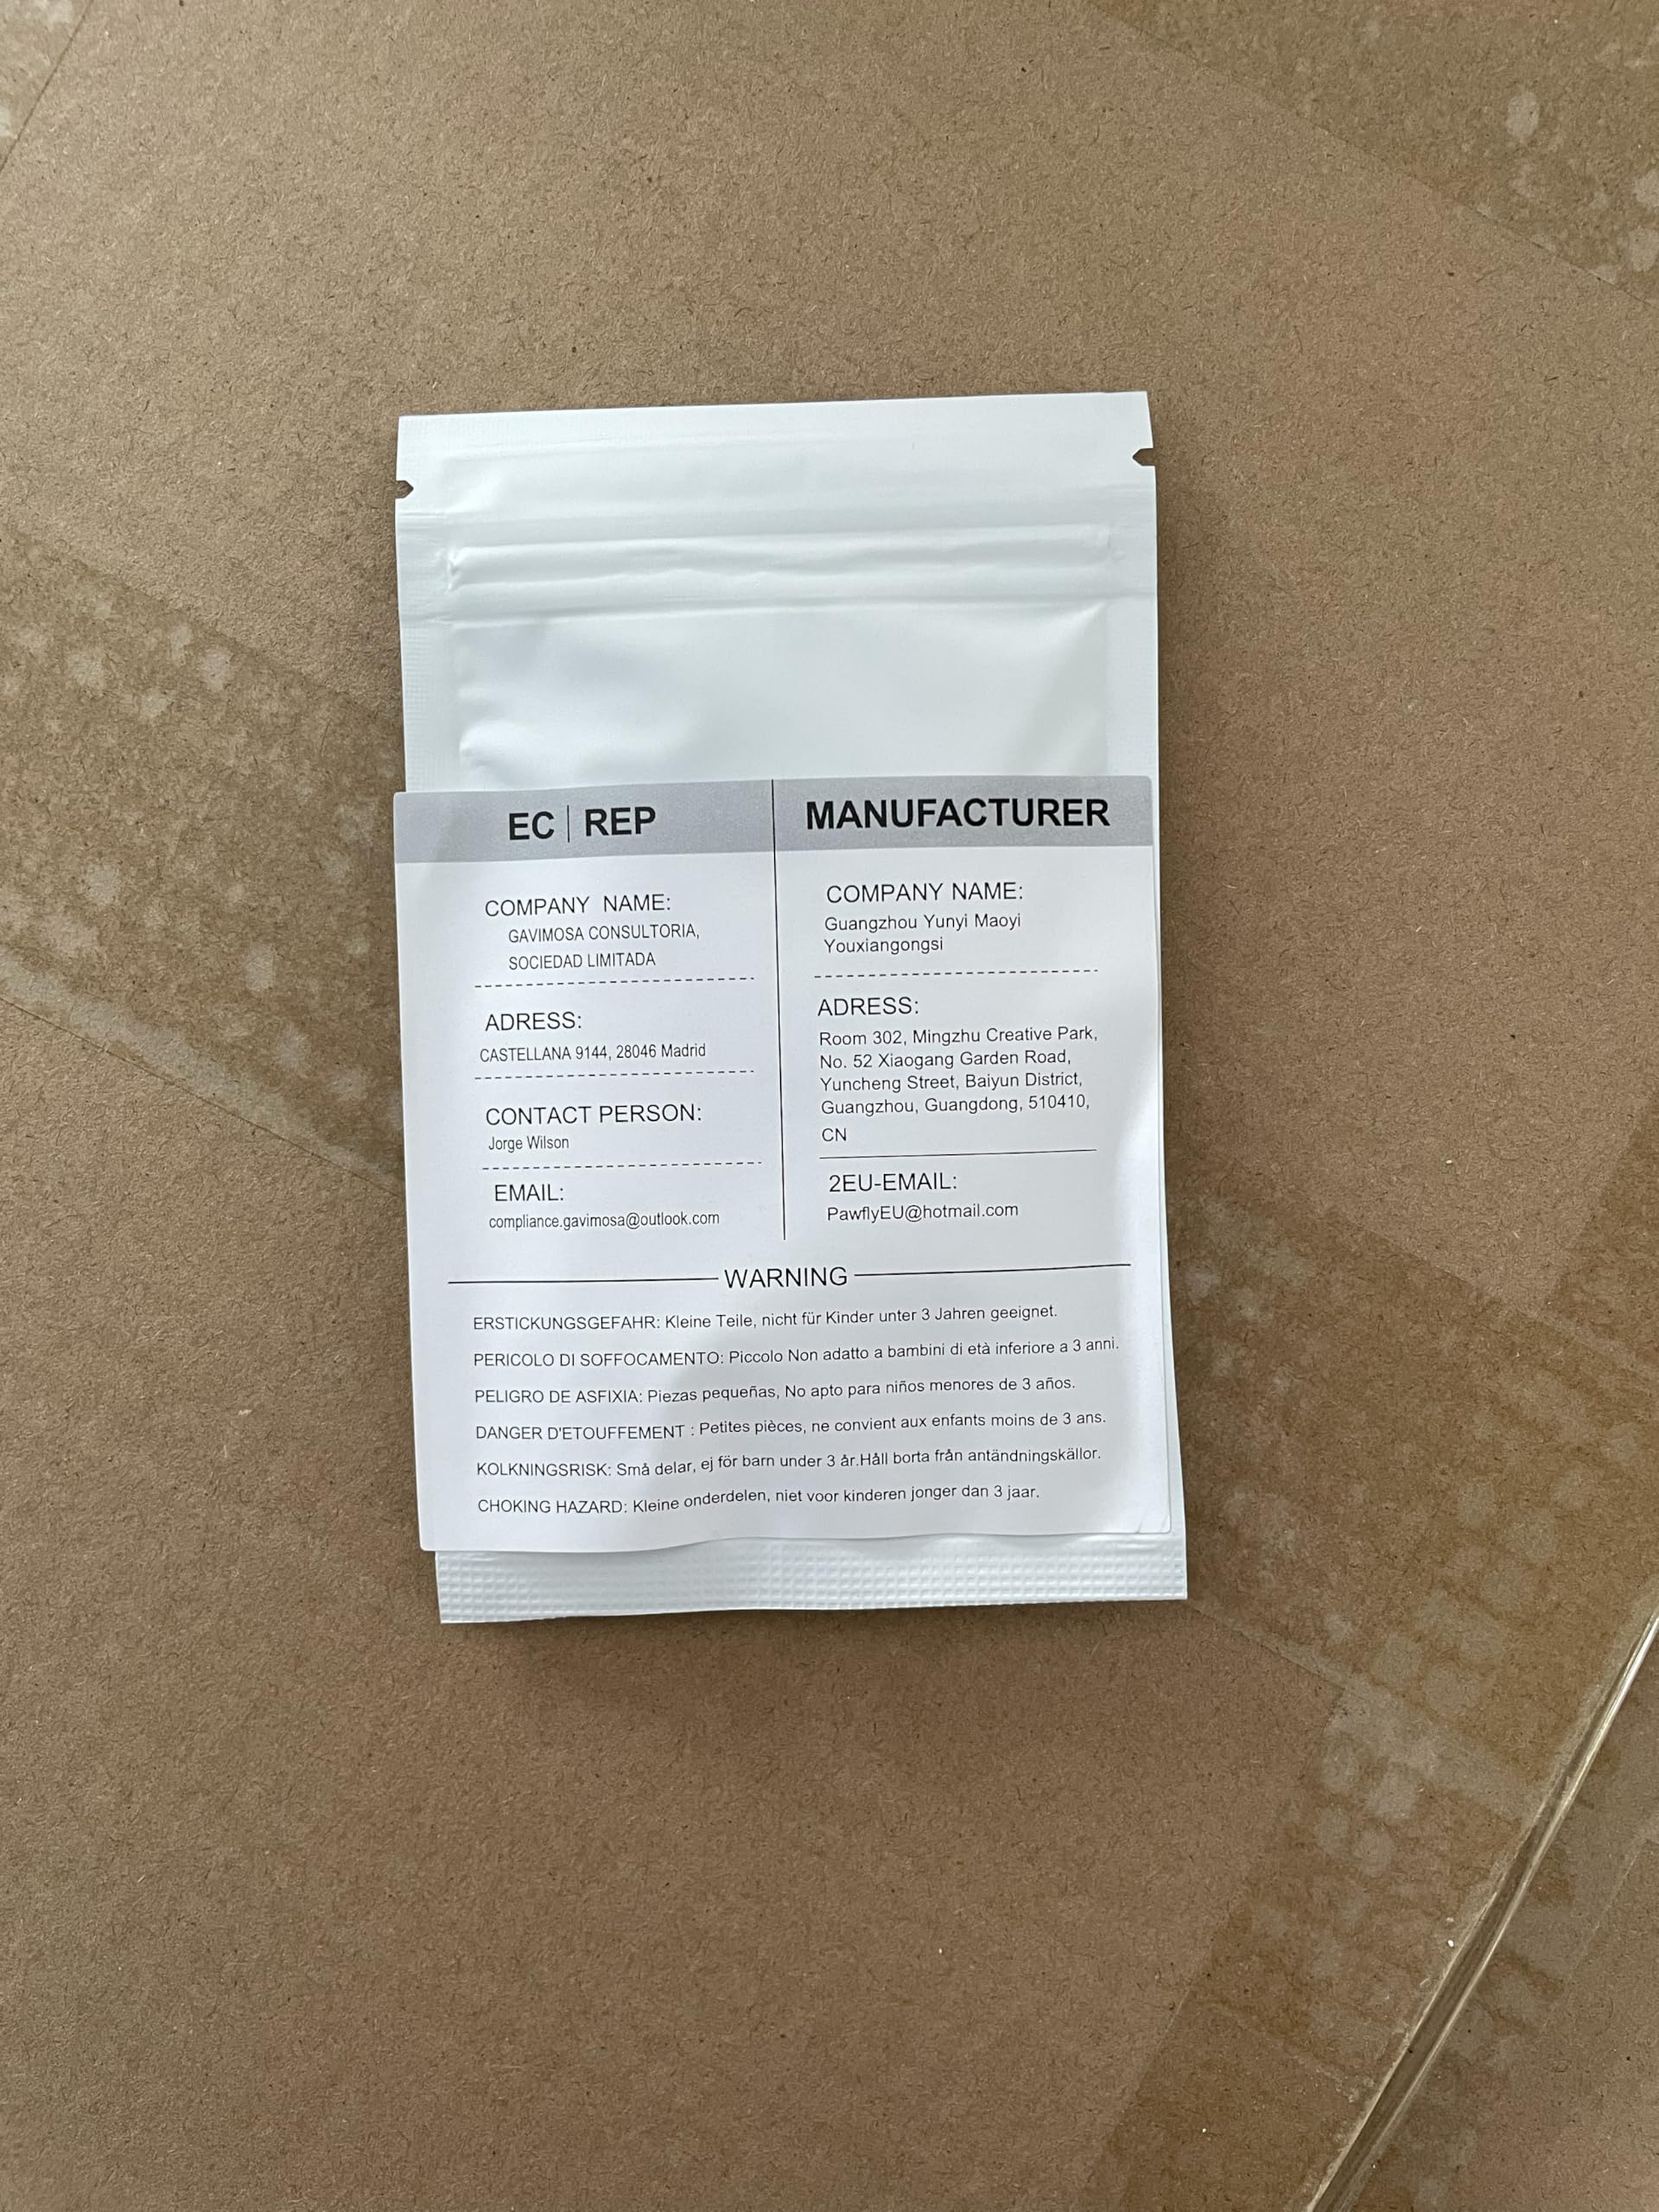 EC | REP
COMPANY NAME:
GAVIMOSA CONSULTORIA,
SOCIEDAD LIMITADA
ADRESS:
CASTELLANA 9144, 28046 Madrid
CONTACT PERSON:
Jorge Wilson
EMAIL:
compliance.gavimosa@outlook.com
MANUFACTURER
COMPANY NAME:
Guangzhou Yunyi Maoyi
Youxiangongsi
ADRESS:
Room 302, Mingzhu Creative Park,
No. 52 Xiaogang Garden Road,
Yuncheng Street, Baiyun District,
Guangzhou, Guangdong, 510410,
CN
2EU-EMAIL:
PawflyEU@hotmail.com
WARNING
ERSTICKUNGSGEFAHR: Kleine Teile, nicht für Kinder unter 3 Jahren geeignet.
PERICOLO DI SOFFOCAMENTO: Piccolo Non adatto a bambini di età inferiore a 3 anni.
PELIGRO DE ASFIXIA: Piezas pequeñas, No apto para niños menores de 3 años.
DANGER D'ETOUFFEMENT : Petites pièces, ne convient aux enfants moins de 3 ans.
KOLKNINGSRISK: Små delar, ej för barn under 3 år.Håll borta från antändningskällor.
CHOKING HAZARD: Kleine onderdelen, niet voor kinderen jonger dan 3 jaar.